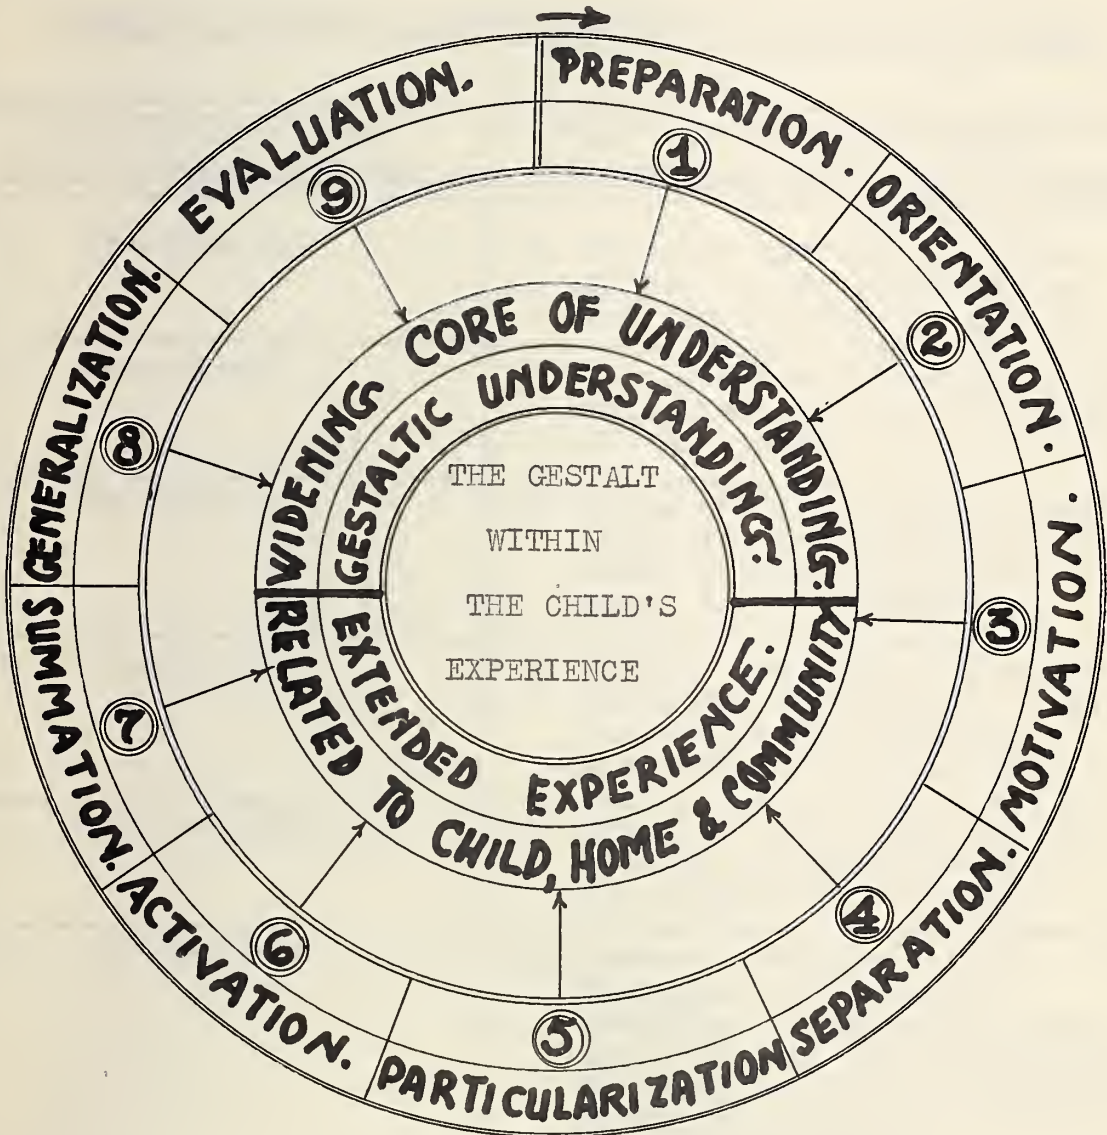 PREPARATION.
1
ORIENTATION.
2
MOTIVATION.
3
SEPARATION.
4
PARTICULARIZATION
5
ACTIVATION.
6
SUMMATION.
7
GENERALIZATION.
8
EVALUATION.
9
WIDENING CORE OF UNDERSTANDING.
RELATED TO CHILD, HOME & COMMUNITY
GESTALTIC UNDERSTANDING.
EXTENDED EXPERIENCE.
THE GESTALT
WITHIN
THE CHILD'S
EXPERIENCE